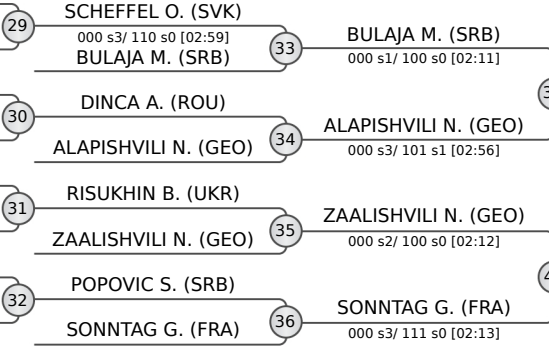 SCHEFFEL O. (SVK)
29
000 s3/ 110 s0 [02:59]
BULAJA M. (SRB)
33
BULAJA M. (SRB)
000 s1/ 100 s0 [02:11]
DINCA A. (ROU)
30
ALAPISHVILI N. (GEO)
34
ALAPISHVILI N. (GEO)
000 s3/ 101 s1 [02:56]
RISUKHIN B. (UKR)
31
ZAALISHVILI N. (GEO)
35
ZAALISHVILI N. (GEO)
000 s2/ 100 s0 [02:12]
POPOVIC S. (SRB)
32
SONNTAG G. (FRA)
36
SONNTAG G. (FRA)
000 s3/ 111 s0 [02:13]